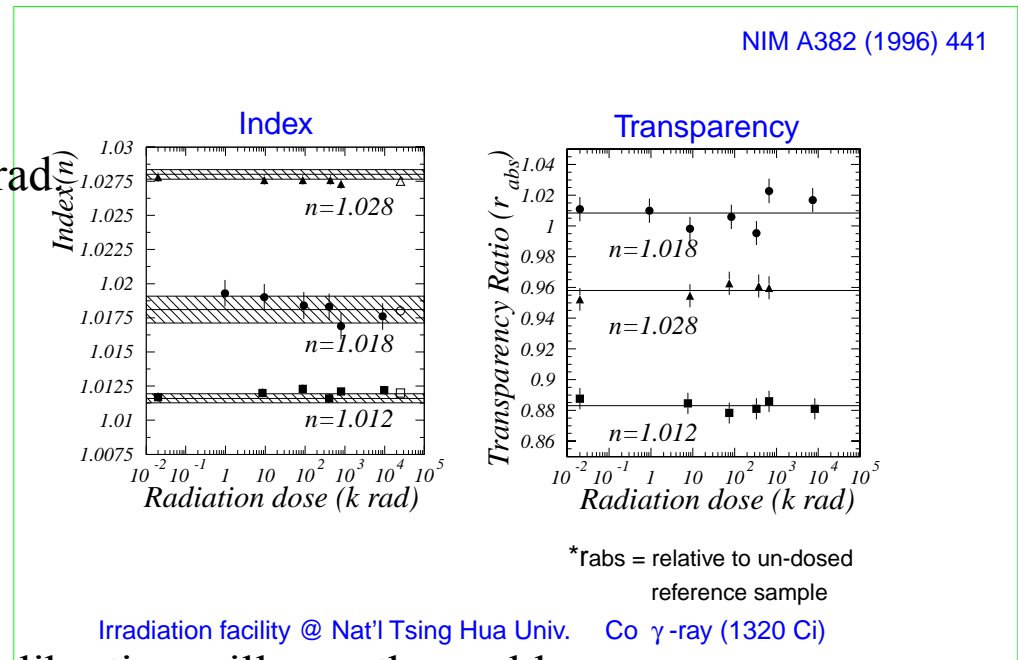 NIM A382 (1996) 441
Index
Transparency
rad.
Index(n)
1.03
1.0275
1.025
1.0225
1.02
1.0175
1.015
1.0125
1.01
1.0075
n=1.028
n=1.018
n=1.012
10^-2 10^-1 1 10 10^2 10^3 10^4 10^5
Radiation dose (k rad)
Transparency Ratio (r_abs)
1.04
1.02
1
0.98
0.96
0.94
0.92
0.9
0.88
0.86
n=1.018
n=1.028
n=1.012
10^-2 10^-1 1 10 10^2 10^3 10^4 10^5
Radiation dose (k rad)
*rabs = relative to un-dosed
reference sample
Irradiation facility @ Nat'l Tsing Hua Univ. Co γ -ray (1320 Ci)